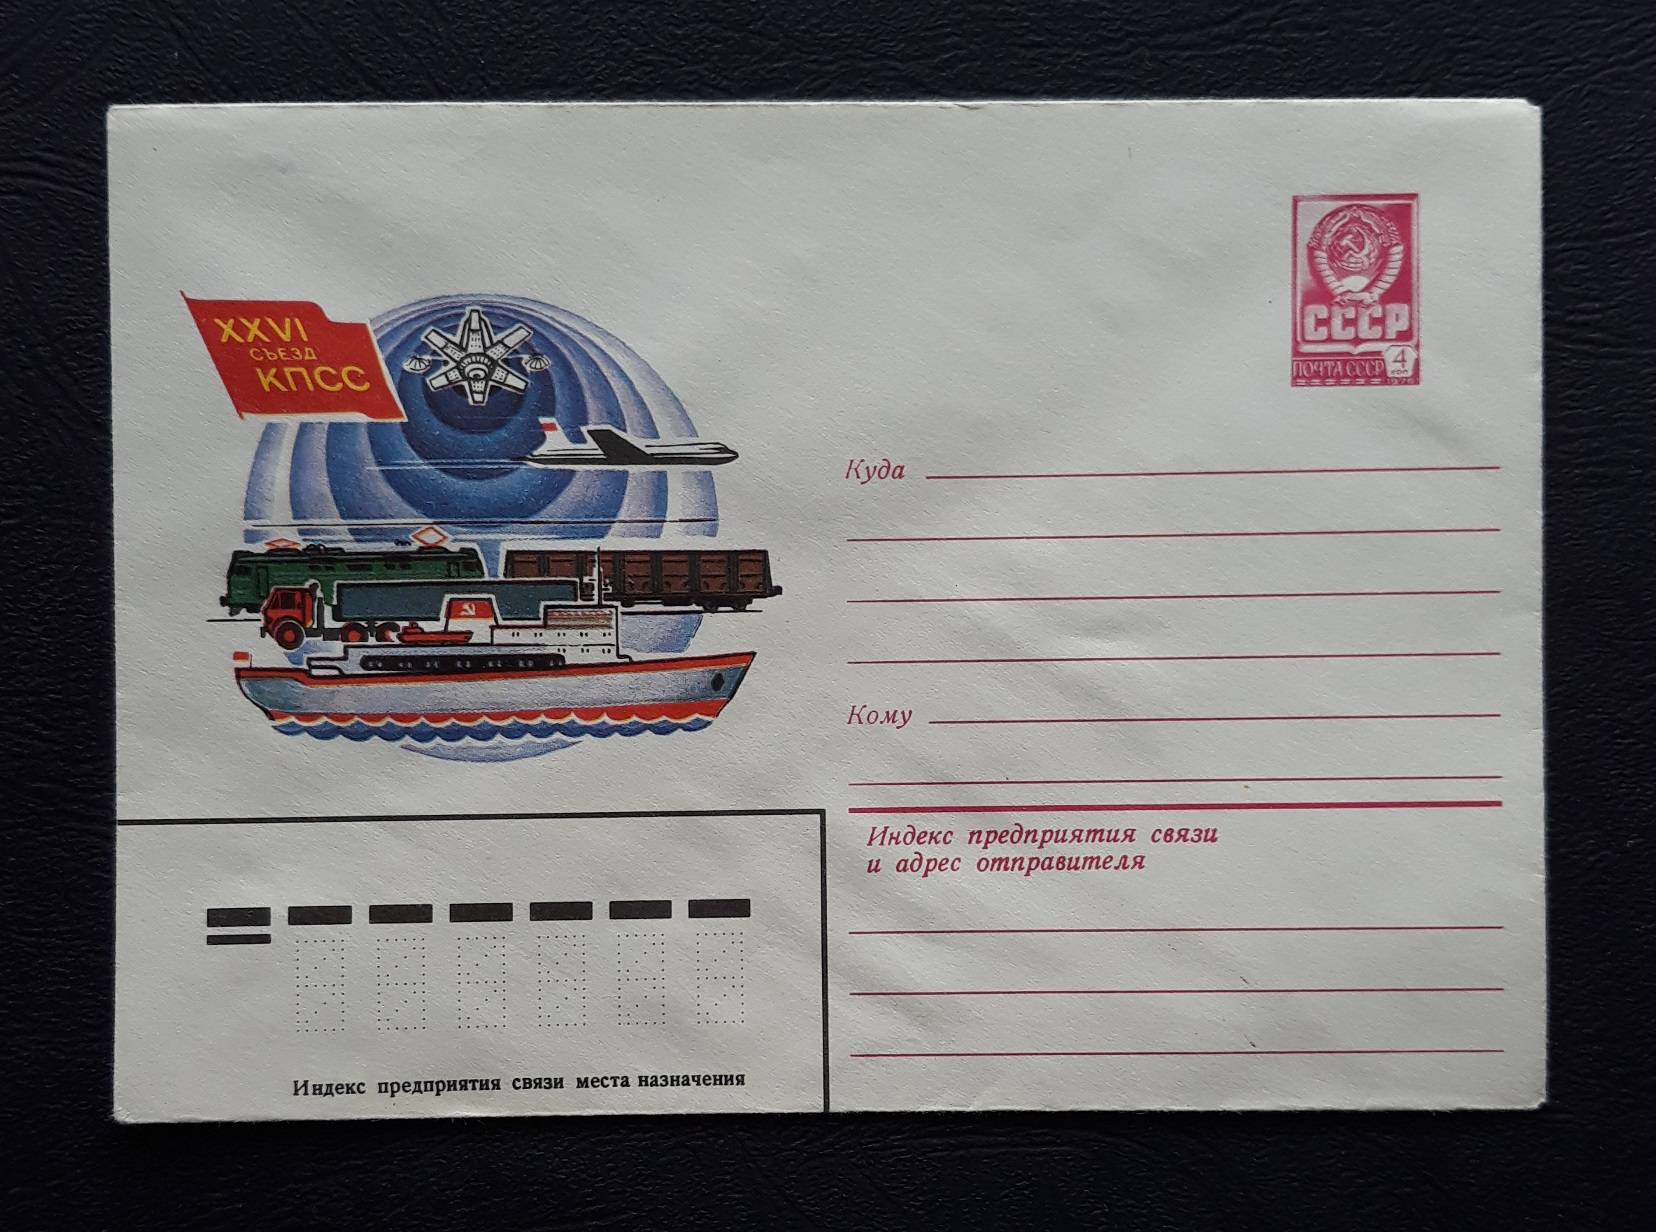 XXVI
СЪЕЗД
КПСС
СССР
ПОЧТА СССР
4
коп
Куда
Кому
Индекс предприятия связи
и адрес отправителя
Индекс предприятия связи места назначения